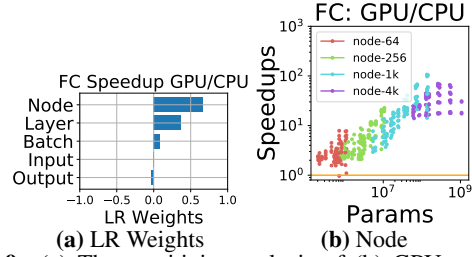 FC Speedup GPU/CPU
Node
Layer
Batch
Input
Output
−1.0 −0.5 0.0 0.5 1.0
LR Weights
(a) LR Weights
FC: GPU/CPU
Speedups
10³
10²
10¹
10⁰
node-64
node-256
node-1k
node-4k
10⁷ 10⁹
Params
(b) Node